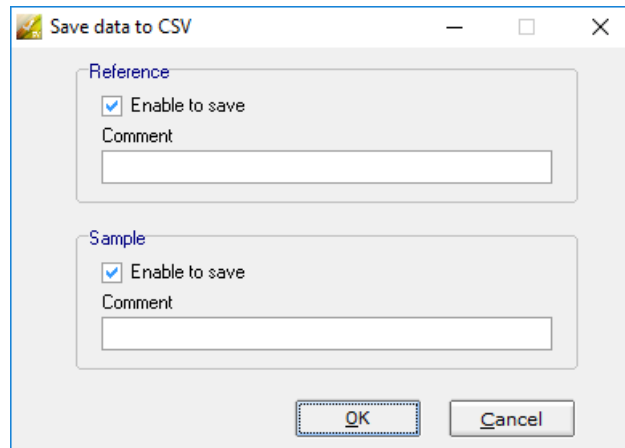 Save data to CSV
Reference
Enable to save
Comment
Sample
Enable to save
Comment
OK Cancel